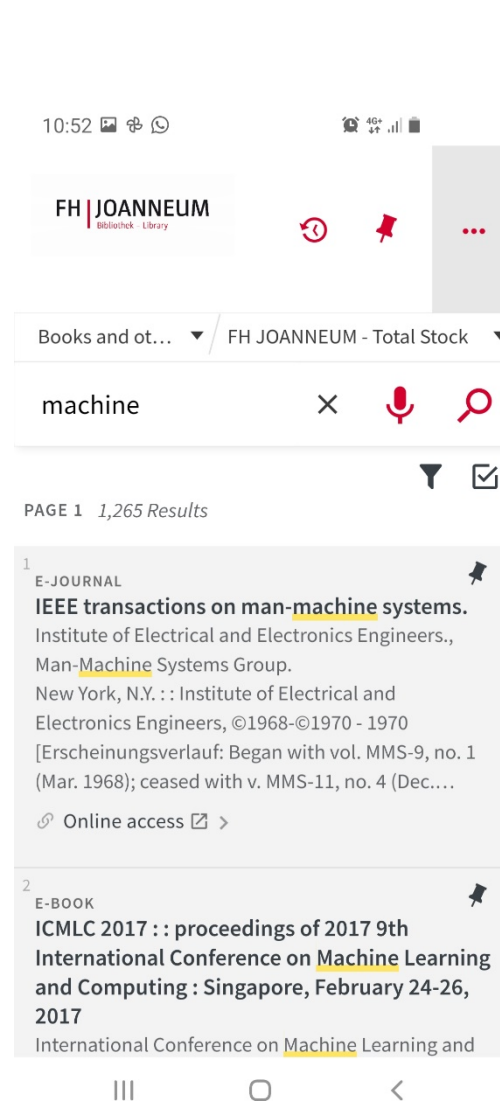 10:52 4G+
FH JOANNEUM
Bibliothek - Library
Books and ot... FH JOANNEUM - Total Stock
machine
PAGE 1 1,265 Results
1
E-JOURNAL
IEEE transactions on man-machine systems.
Institute of Electrical and Electronics Engineers.,
Man-Machine Systems Group.
New York, N.Y. : : Institute of Electrical and
Electronics Engineers, ©1968-©1970 - 1970
[Erscheinungsverlauf: Began with vol. MMS-9, no. 1
(Mar. 1968); ceased with v. MMS-11, no. 4 (Dec....
Online access
2
E-BOOK
ICMLC 2017 : : proceedings of 2017 9th
International Conference on Machine Learning
and Computing : Singapore, February 24-26,
2017
International Conference on Machine Learning and